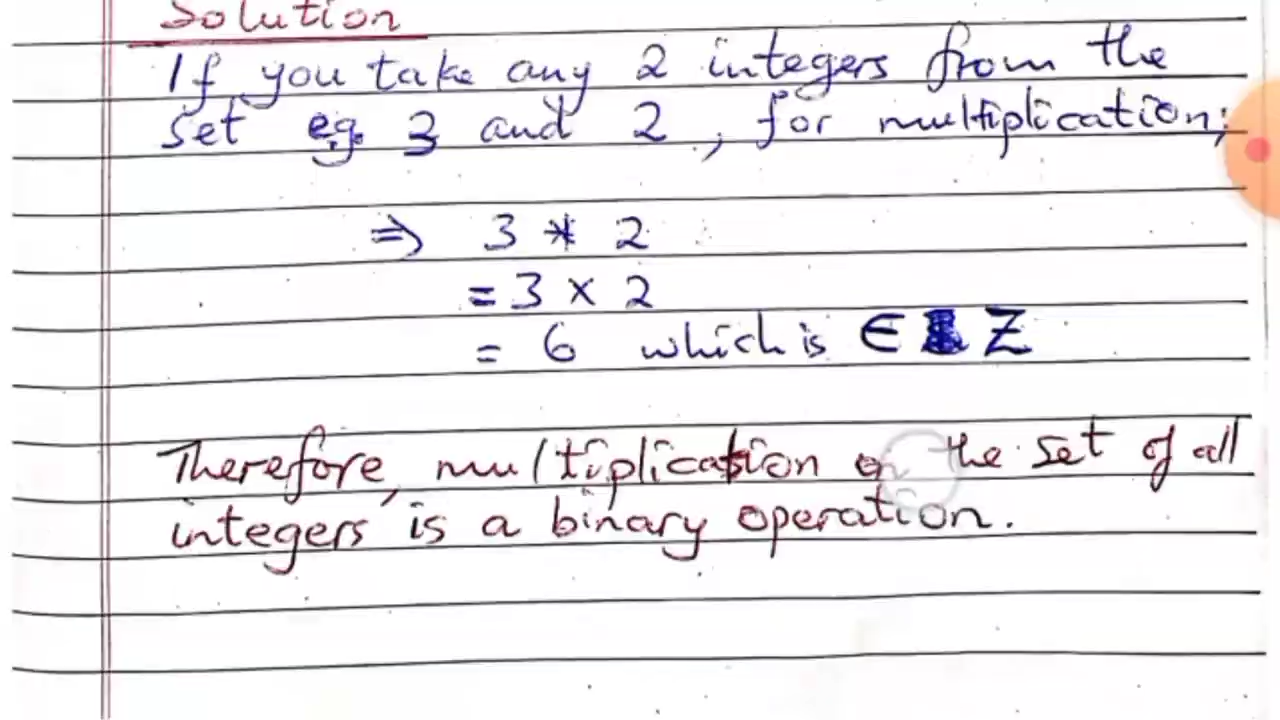 Solution
If you take any 2 integers from the
set eg. 3 and 2, for multiplication;
⇒ 3 * 2
= 3 × 2
= 6 which is ∈ Z
Therefore, multiplication on the set of all
integers is a binary operation.